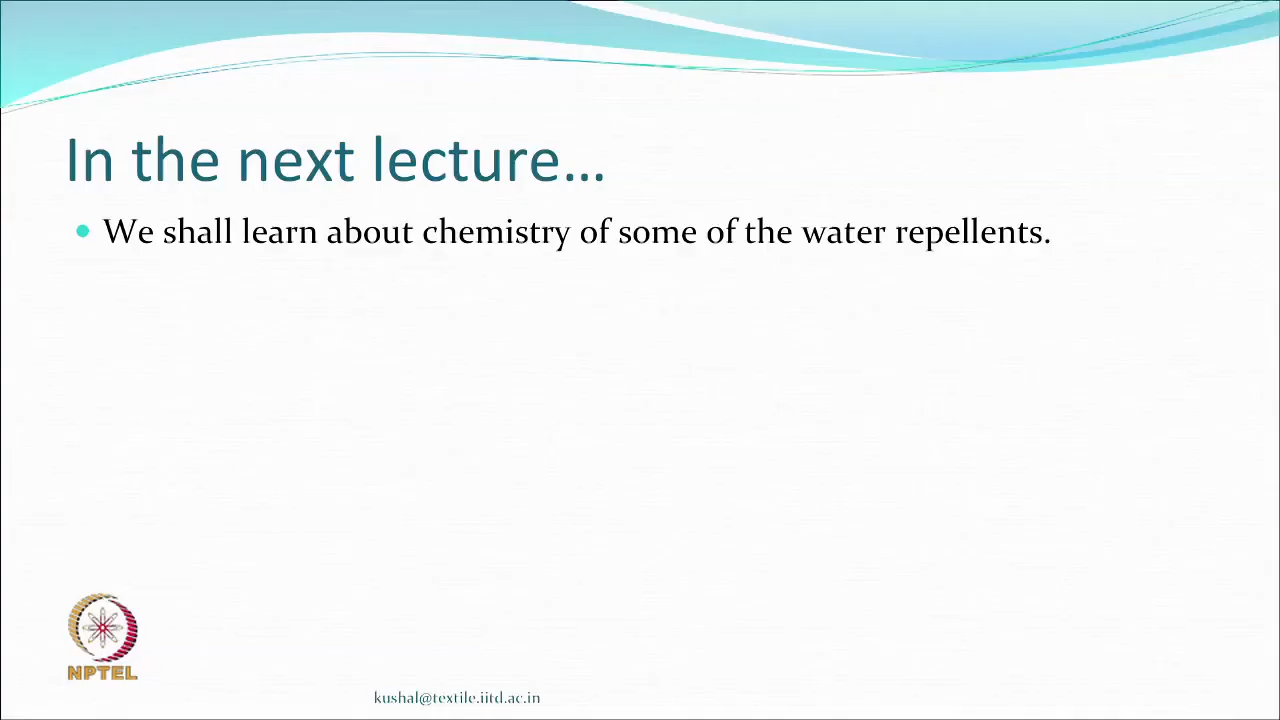 In the next lecture...
We shall learn about chemistry of some of the water repellents.
NPTEL
kushal@textile.iitd.ac.in